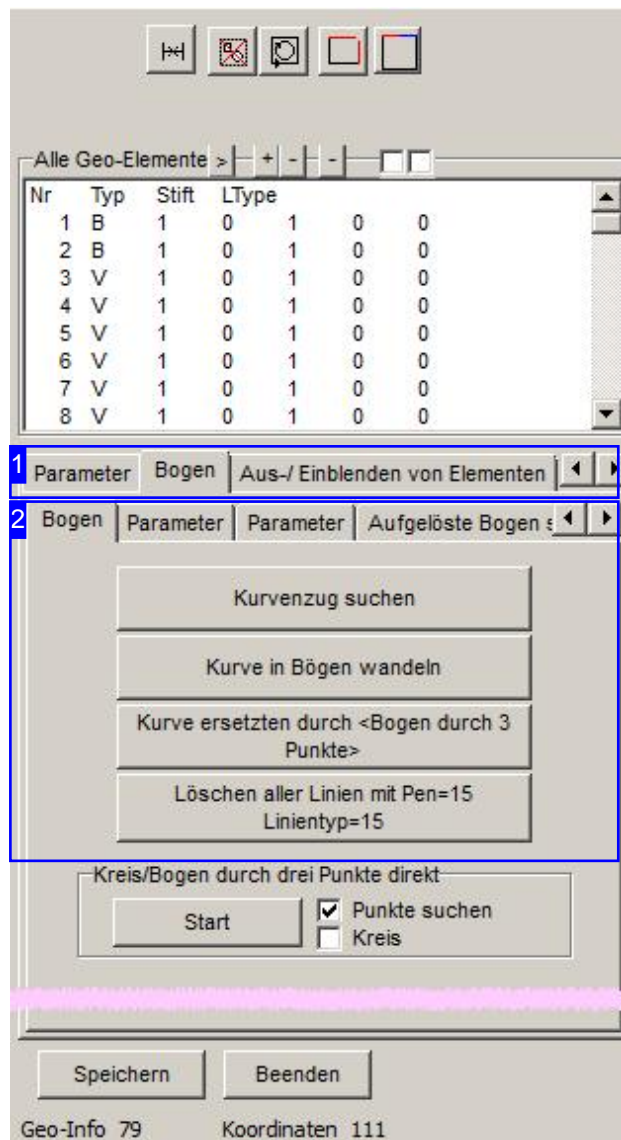 Alle Geo-Elemente > + - -
Nr Typ Stift LType
1 B 1 0 1 0 0
2 B 1 0 1 0 0
3 V 1 0 1 0 0
4 V 1 0 1 0 0
5 V 1 0 1 0 0
6 V 1 0 1 0 0
7 V 1 0 1 0 0
8 V 1 0 1 0 0
1 Parameter Bogen Aus-/ Einblenden von Elementen
2 Bogen Parameter Parameter Aufgelöste Bogen s
Kurvenzug suchen
Kurve in Bögen wandeln
Kurve ersetzten durch <Bogen durch 3
Punkte>
Löschen aller Linien mit Pen=15
Linientyp=15
Kreis/Bogen durch drei Punkte direkt
Start Punkte suchen
Kreis
Speichern Beenden
Geo-Info 79 Koordinaten 111